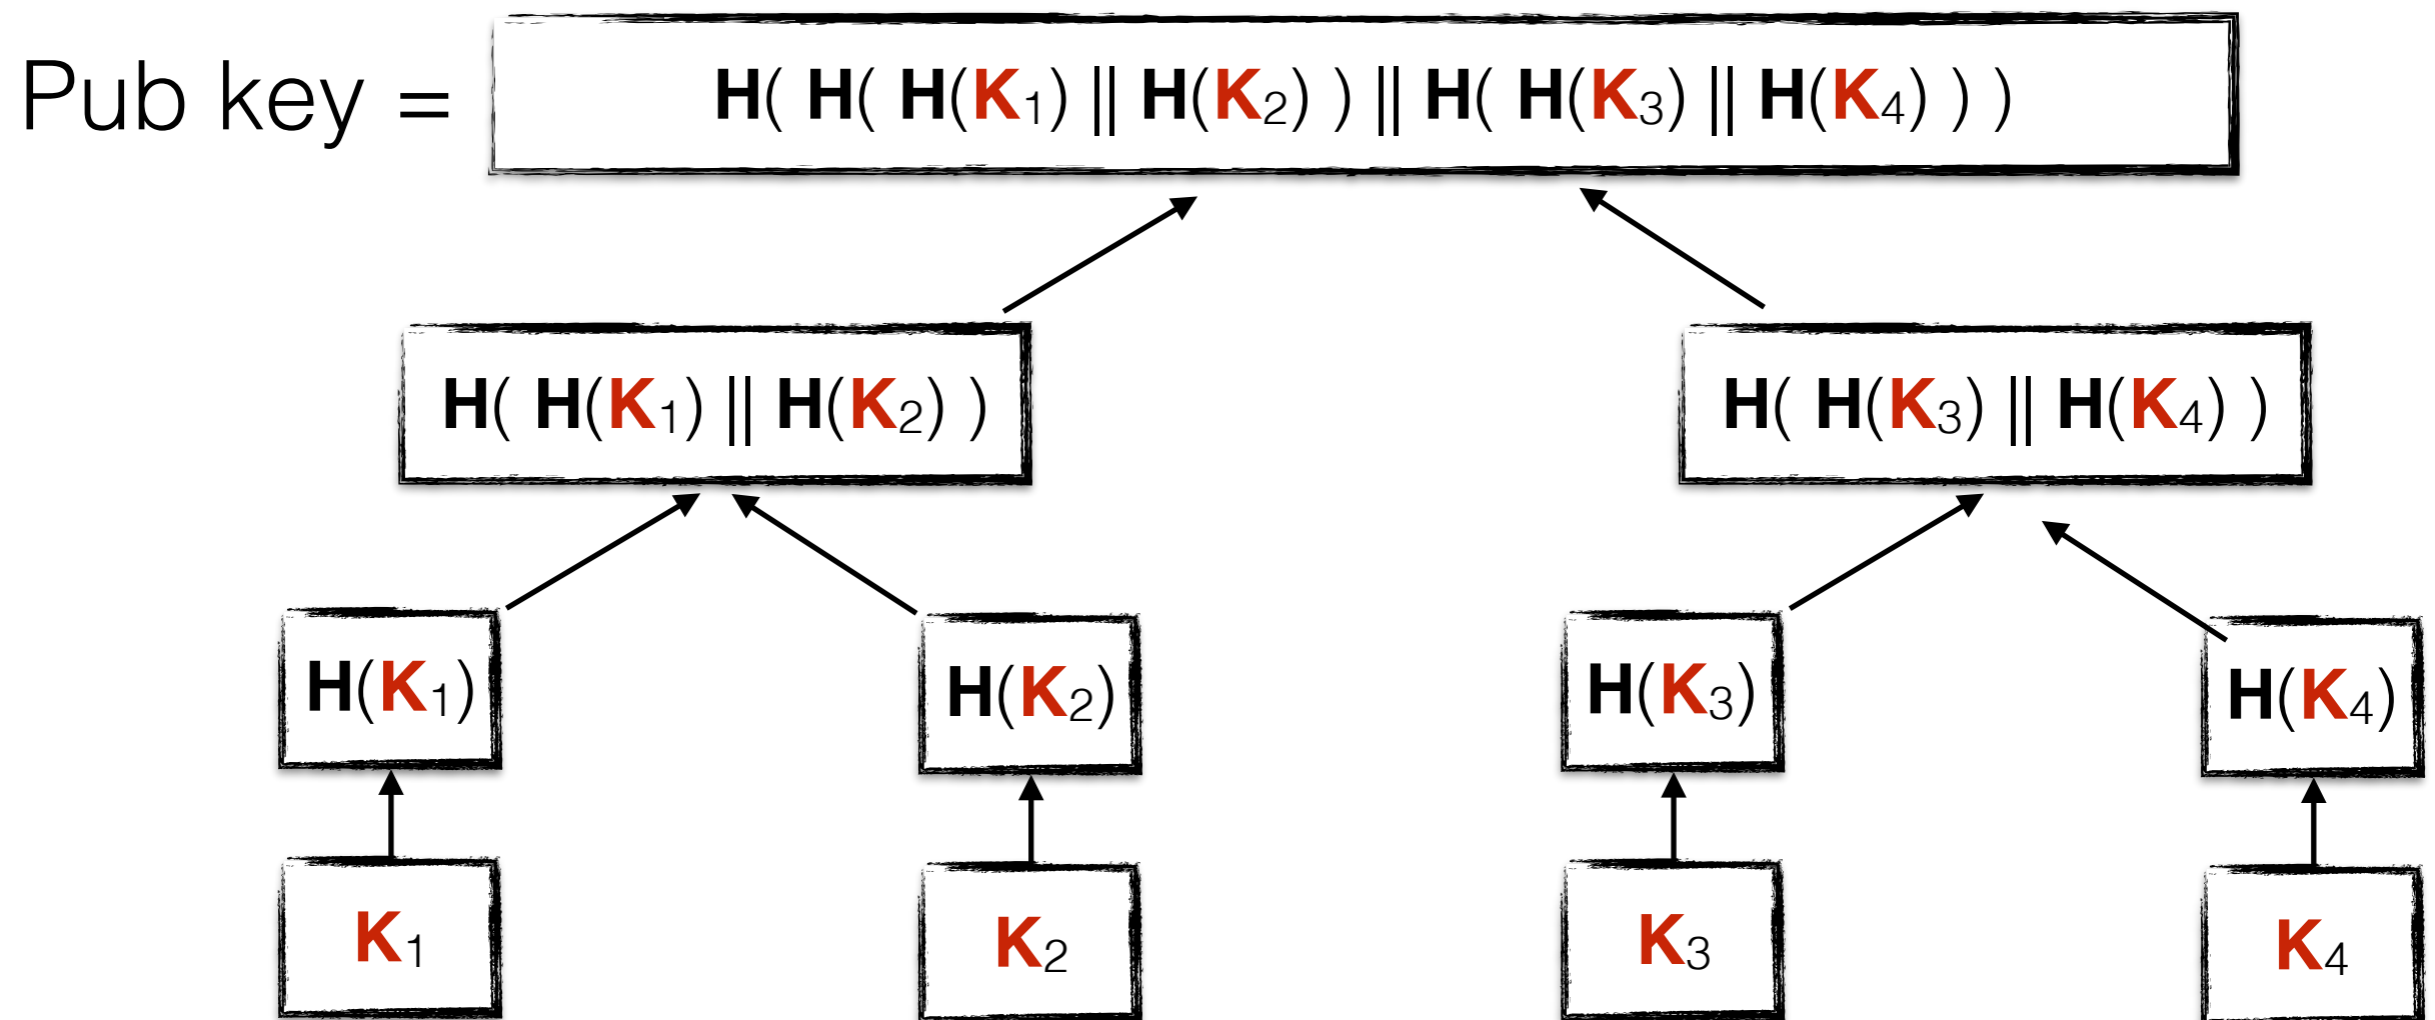 Pub key = H( H( H(K1) || H(K2) ) || H( H(K3) || H(K4) ) )
H( H(K1) || H(K2) ) H( H(K3) || H(K4) )
H(K1) H(K2) H(K3) H(K4)
K1 K2 K3 K4